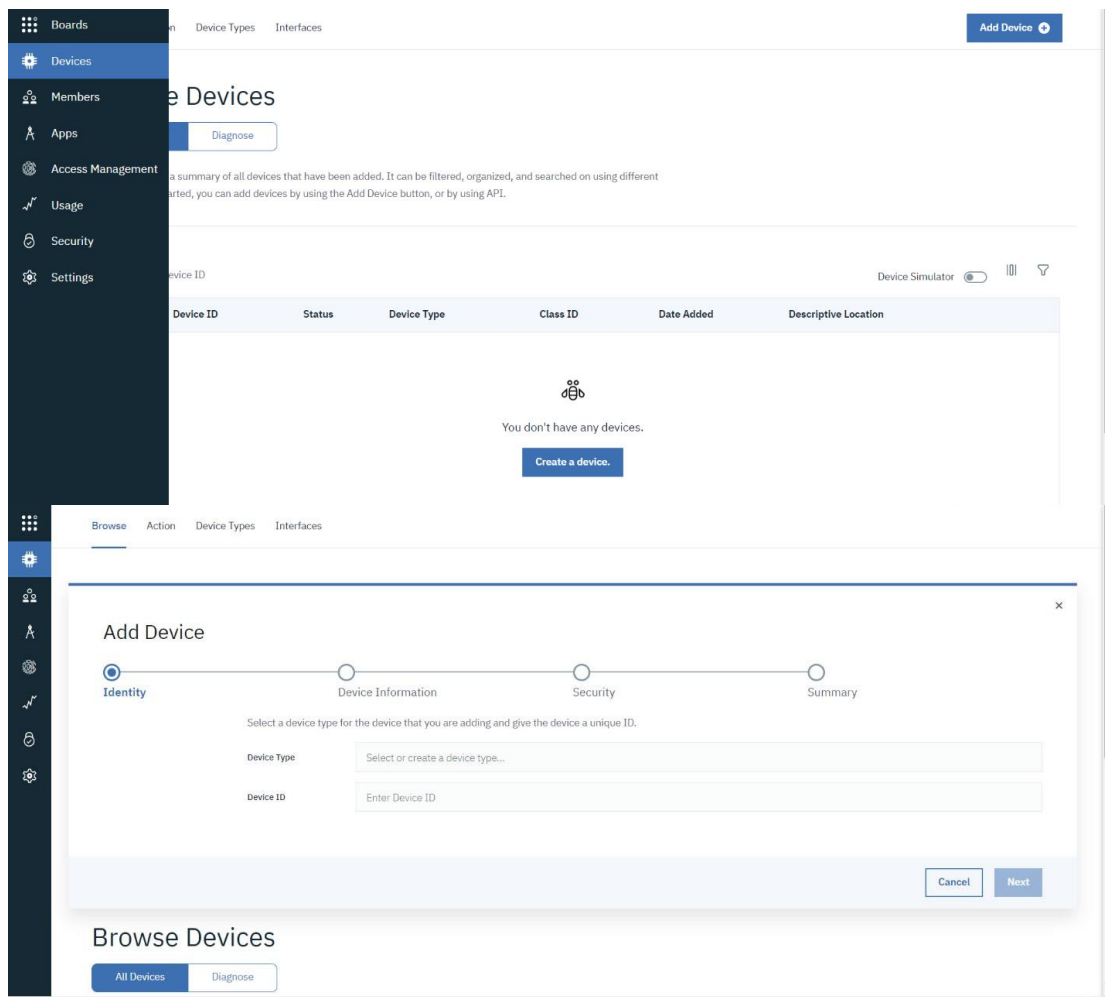 Boards
n Device Types Interfaces
Add Device
Devices
Members
e Devices
Apps
Diagnose
Access Management
a summary of all devices that have been added. It can be filtered, organized, and searched on using different
arted, you can add devices by using the Add Device button, or by using API.
Usage
Security
Settings
evice ID
Device Simulator
Device ID Status Device Type Class ID Date Added Descriptive Location
You don't have any devices.
Create a device.
Browse Action Device Types Interfaces
Add Device
Identity Device Information Security Summary
Select a device type for the device that you are adding and give the device a unique ID.
Device Type Select or create a device type...
Device ID Enter Device ID
Cancel Next
Browse Devices
All Devices Diagnose